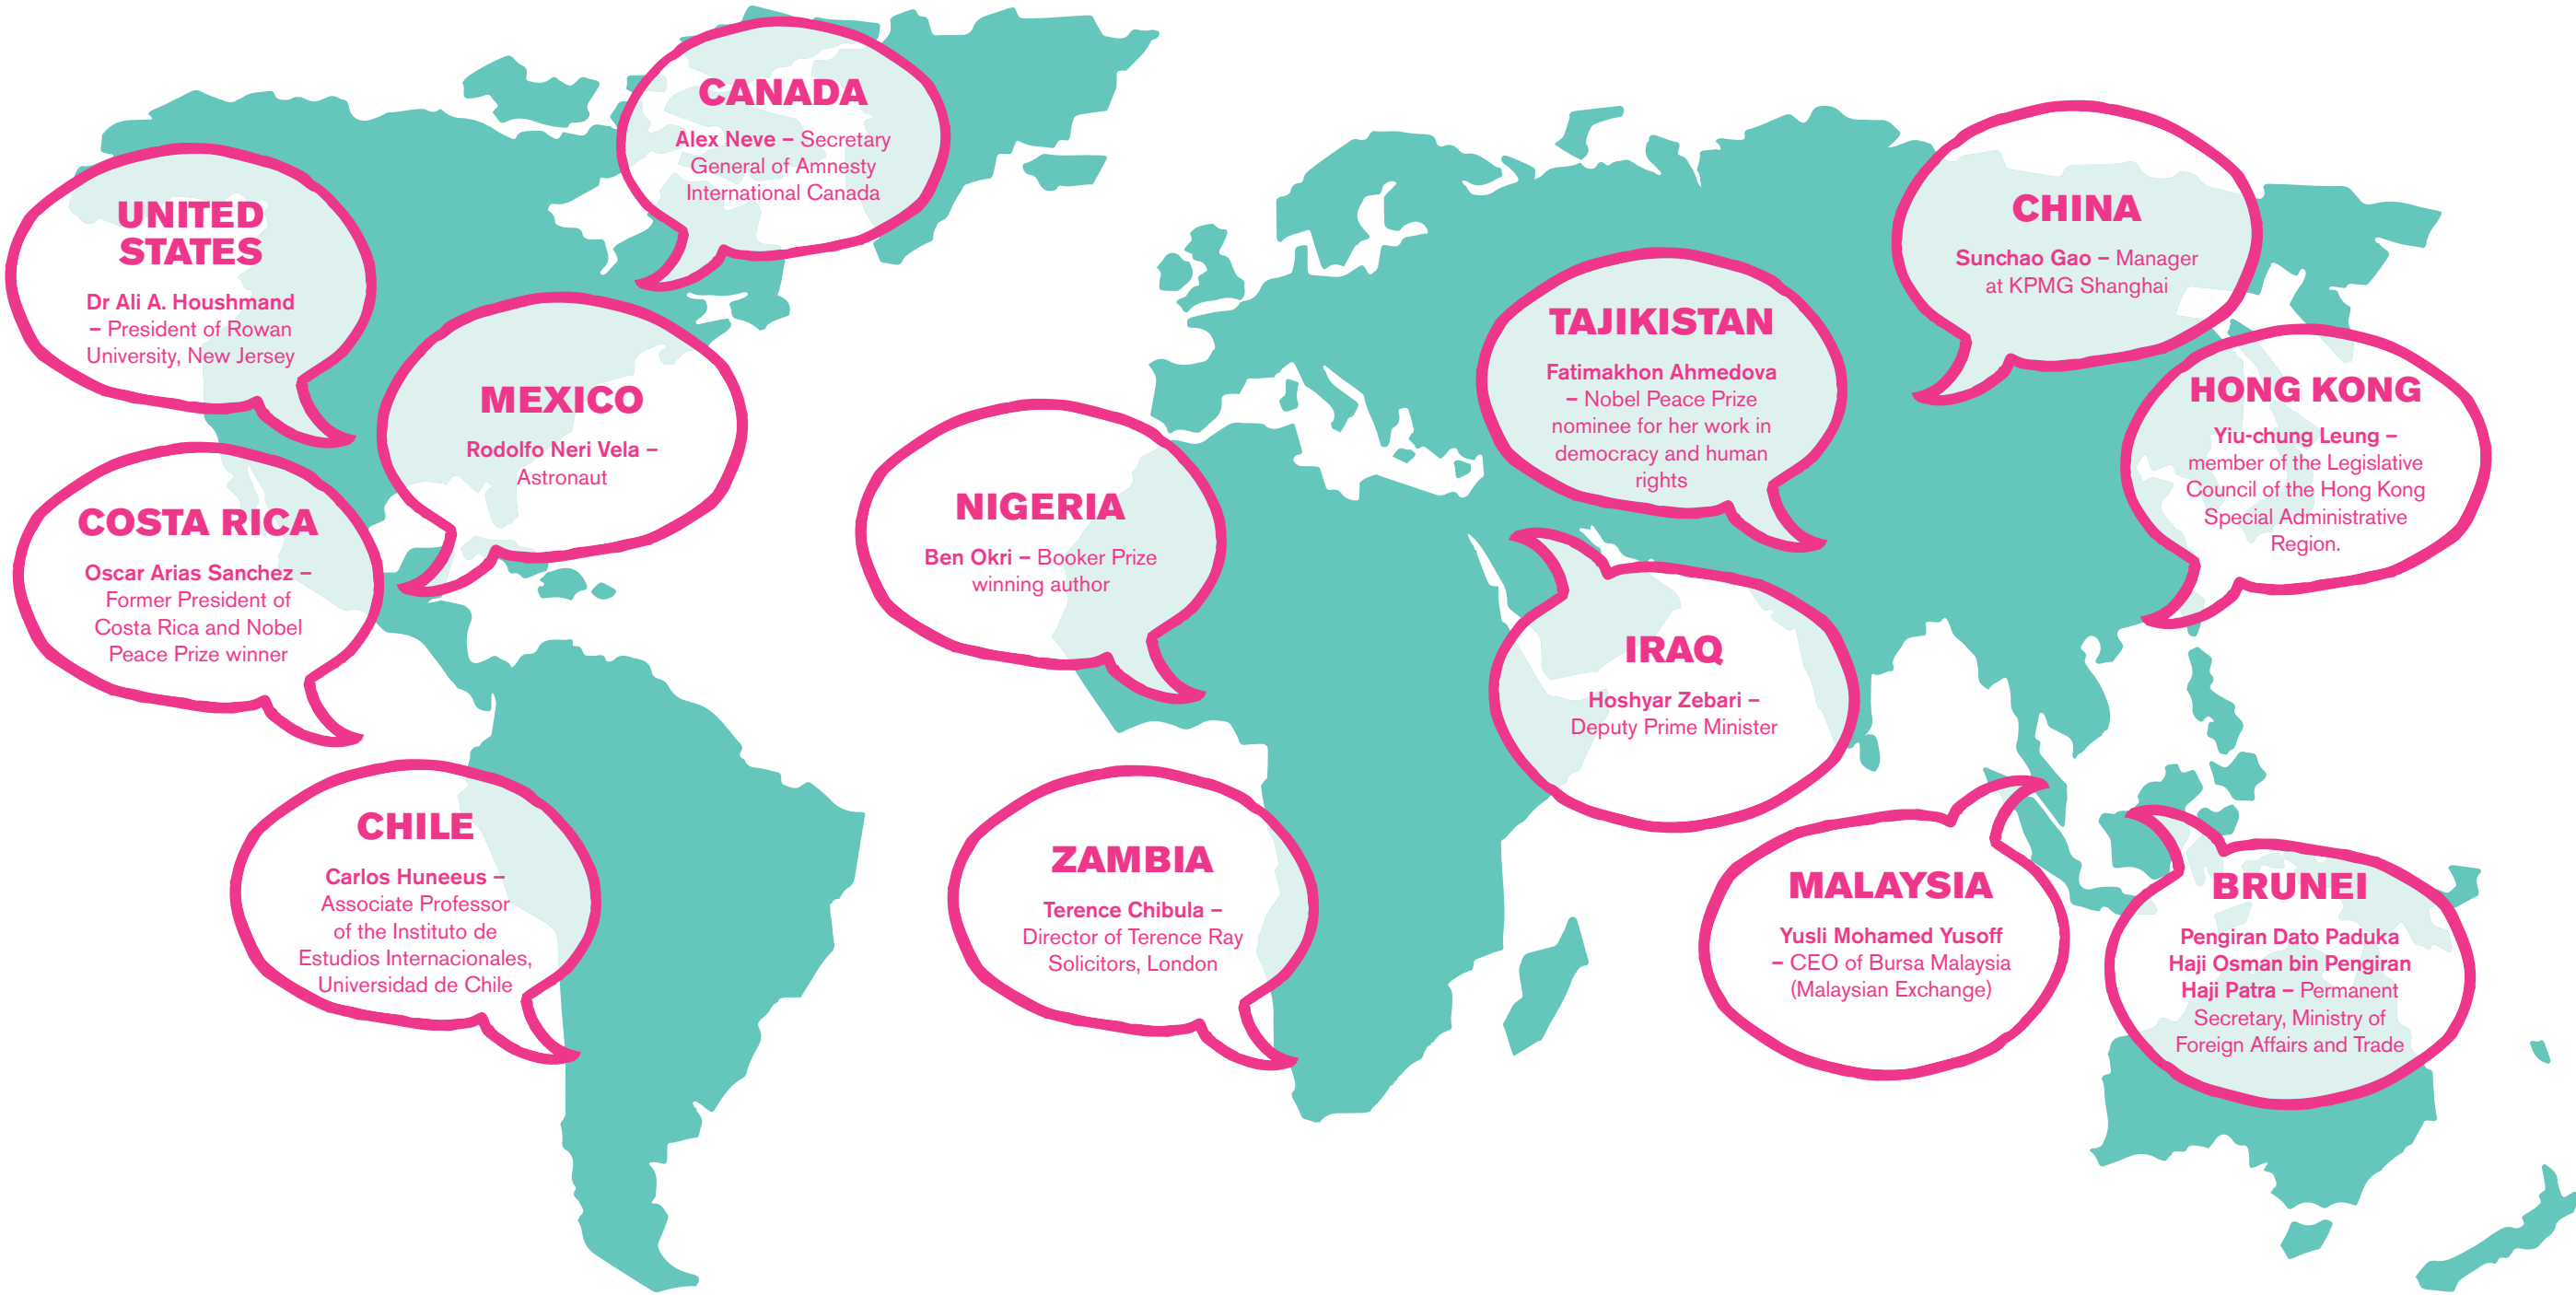 CANADA
Alex Neve – Secretary
General of Amnesty
International Canada
UNITED
STATES
Dr Ali A. Houshmand
– President of Rowan
University, New Jersey
MEXICO
Rodolfo Neri Vela –
Astronaut
COSTA RICA
Oscar Arias Sanchez –
Former President of
Costa Rica and Nobel
Peace Prize winner
CHILE
Carlos Huneeus –
Associate Professor
of the Instituto de
Estudios Internacionales,
Universidad de Chile
NIGERIA
Ben Okri – Booker Prize
winning author
ZAMBIA
Terence Chibula –
Director of Terence Ray
Solicitors, London
TAJIKISTAN
Fatimakhon Ahmedova
– Nobel Peace Prize
nominee for her work in
democracy and human
rights
IRAQ
Hoshyar Zebari –
Deputy Prime Minister
CHINA
Sunchao Gao – Manager
at KPMG Shanghai
HONG KONG
Yiu-chung Leung –
member of the Legislative
Council of the Hong Kong
Special Administrative
Region.
MALAYSIA
Yusli Mohamed Yusoff
– CEO of Bursa Malaysia
(Malaysian Exchange)
BRUNEI
Pengiran Dato Paduka
Haji Osman bin Pengiran
Haji Patra – Permanent
Secretary, Ministry of
Foreign Affairs and Trade